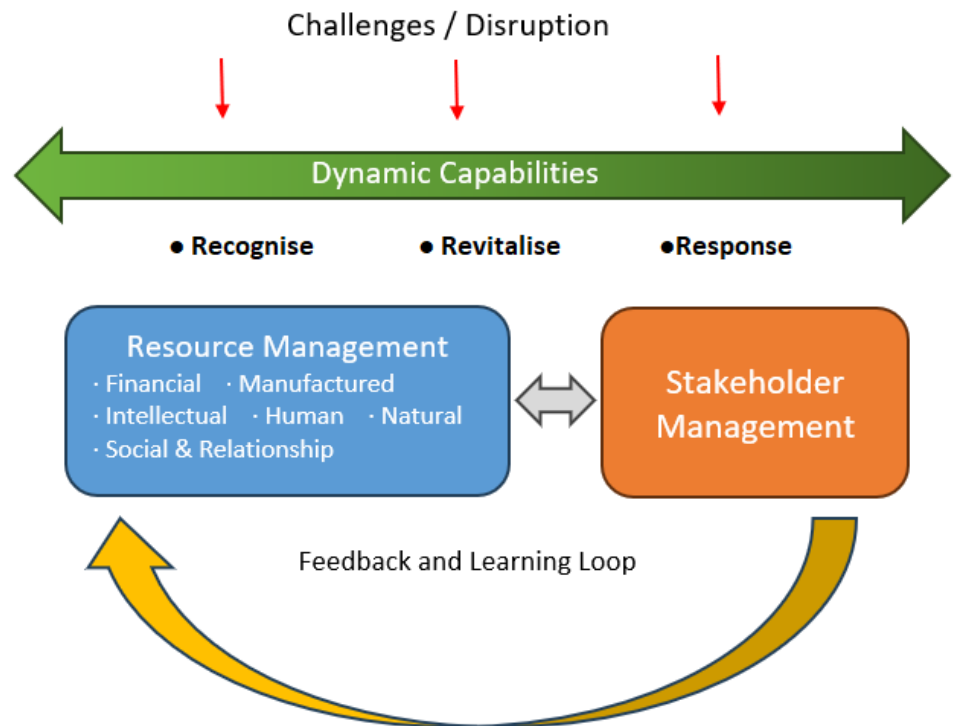 Challenges / Disruption
Dynamic Capabilities
● Recognise ● Revitalise ●Response
Resource Management
· Financial · Manufactured
· Intellectual · Human · Natural
· Social & Relationship
Stakeholder
Management
Feedback and Learning Loop